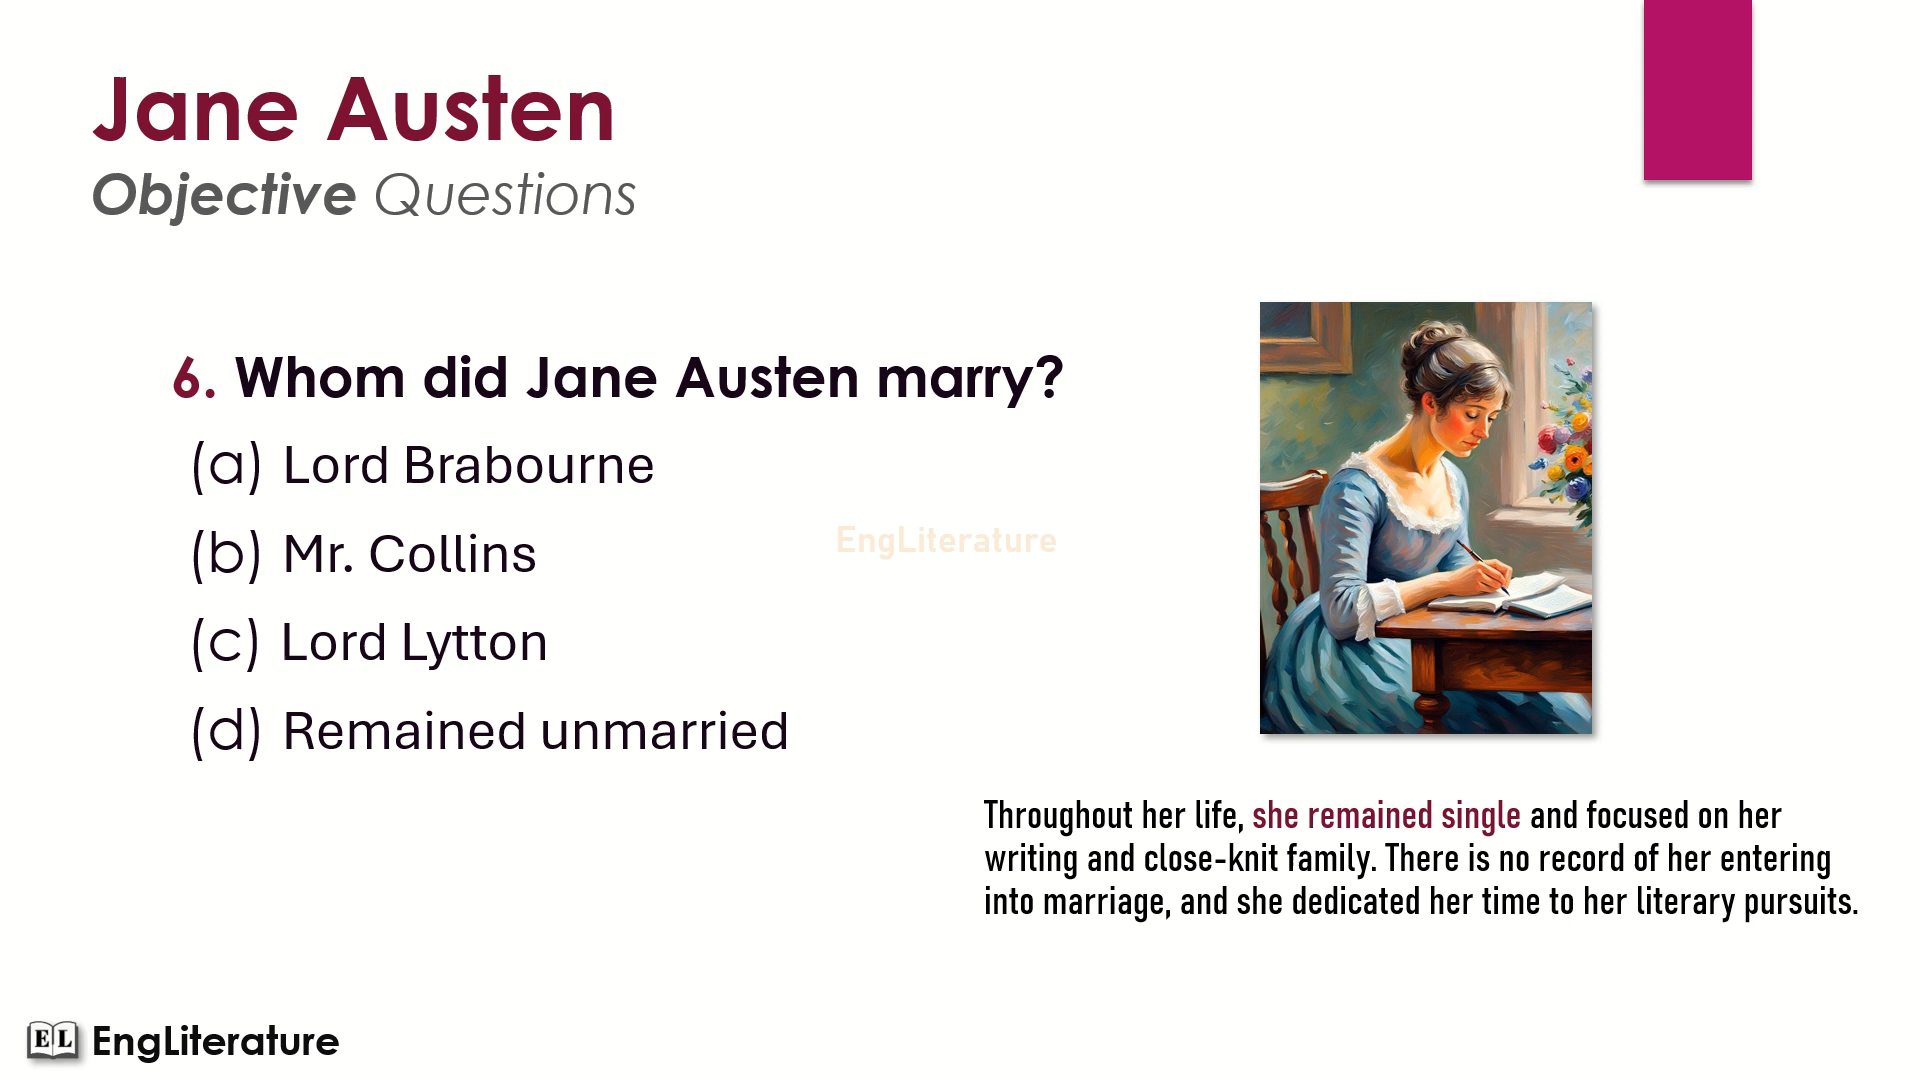 Jane Austen
Objective Questions
6. Whom did Jane Austen marry?
(a) Lord Brabourne
(b) Mr. Collins
(c) Lord Lytton
(d) Remained unmarried
EngLiterature
Throughout her life, she remained single and focused on her
writing and close-knit family. There is no record of her entering
into marriage, and she dedicated her time to her literary pursuits.
EL EngLiterature